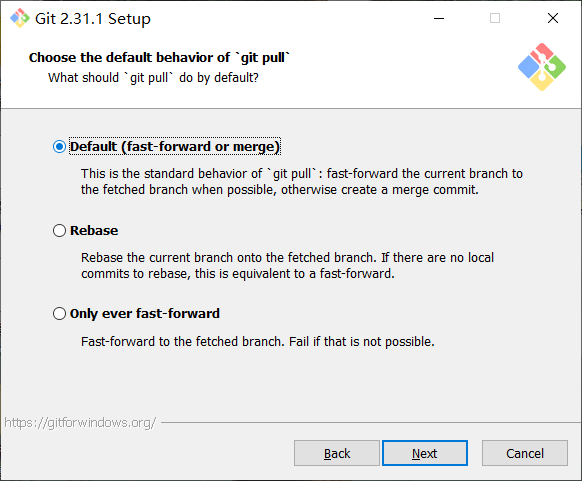 Git 2.31.1 Setup
Choose the default behavior of `git pull`
What should `git pull` do by default?
Default (fast-forward or merge)
This is the standard behavior of `git pull`: fast-forward the current branch to
the fetched branch when possible, otherwise create a merge commit.
Rebase
Rebase the current branch onto the fetched branch. If there are no local
commits to rebase, this is equivalent to a fast-forward.
Only ever fast-forward
Fast-forward to the fetched branch. Fail if that is not possible.
https://gitforwindows.org/
Back Next Cancel